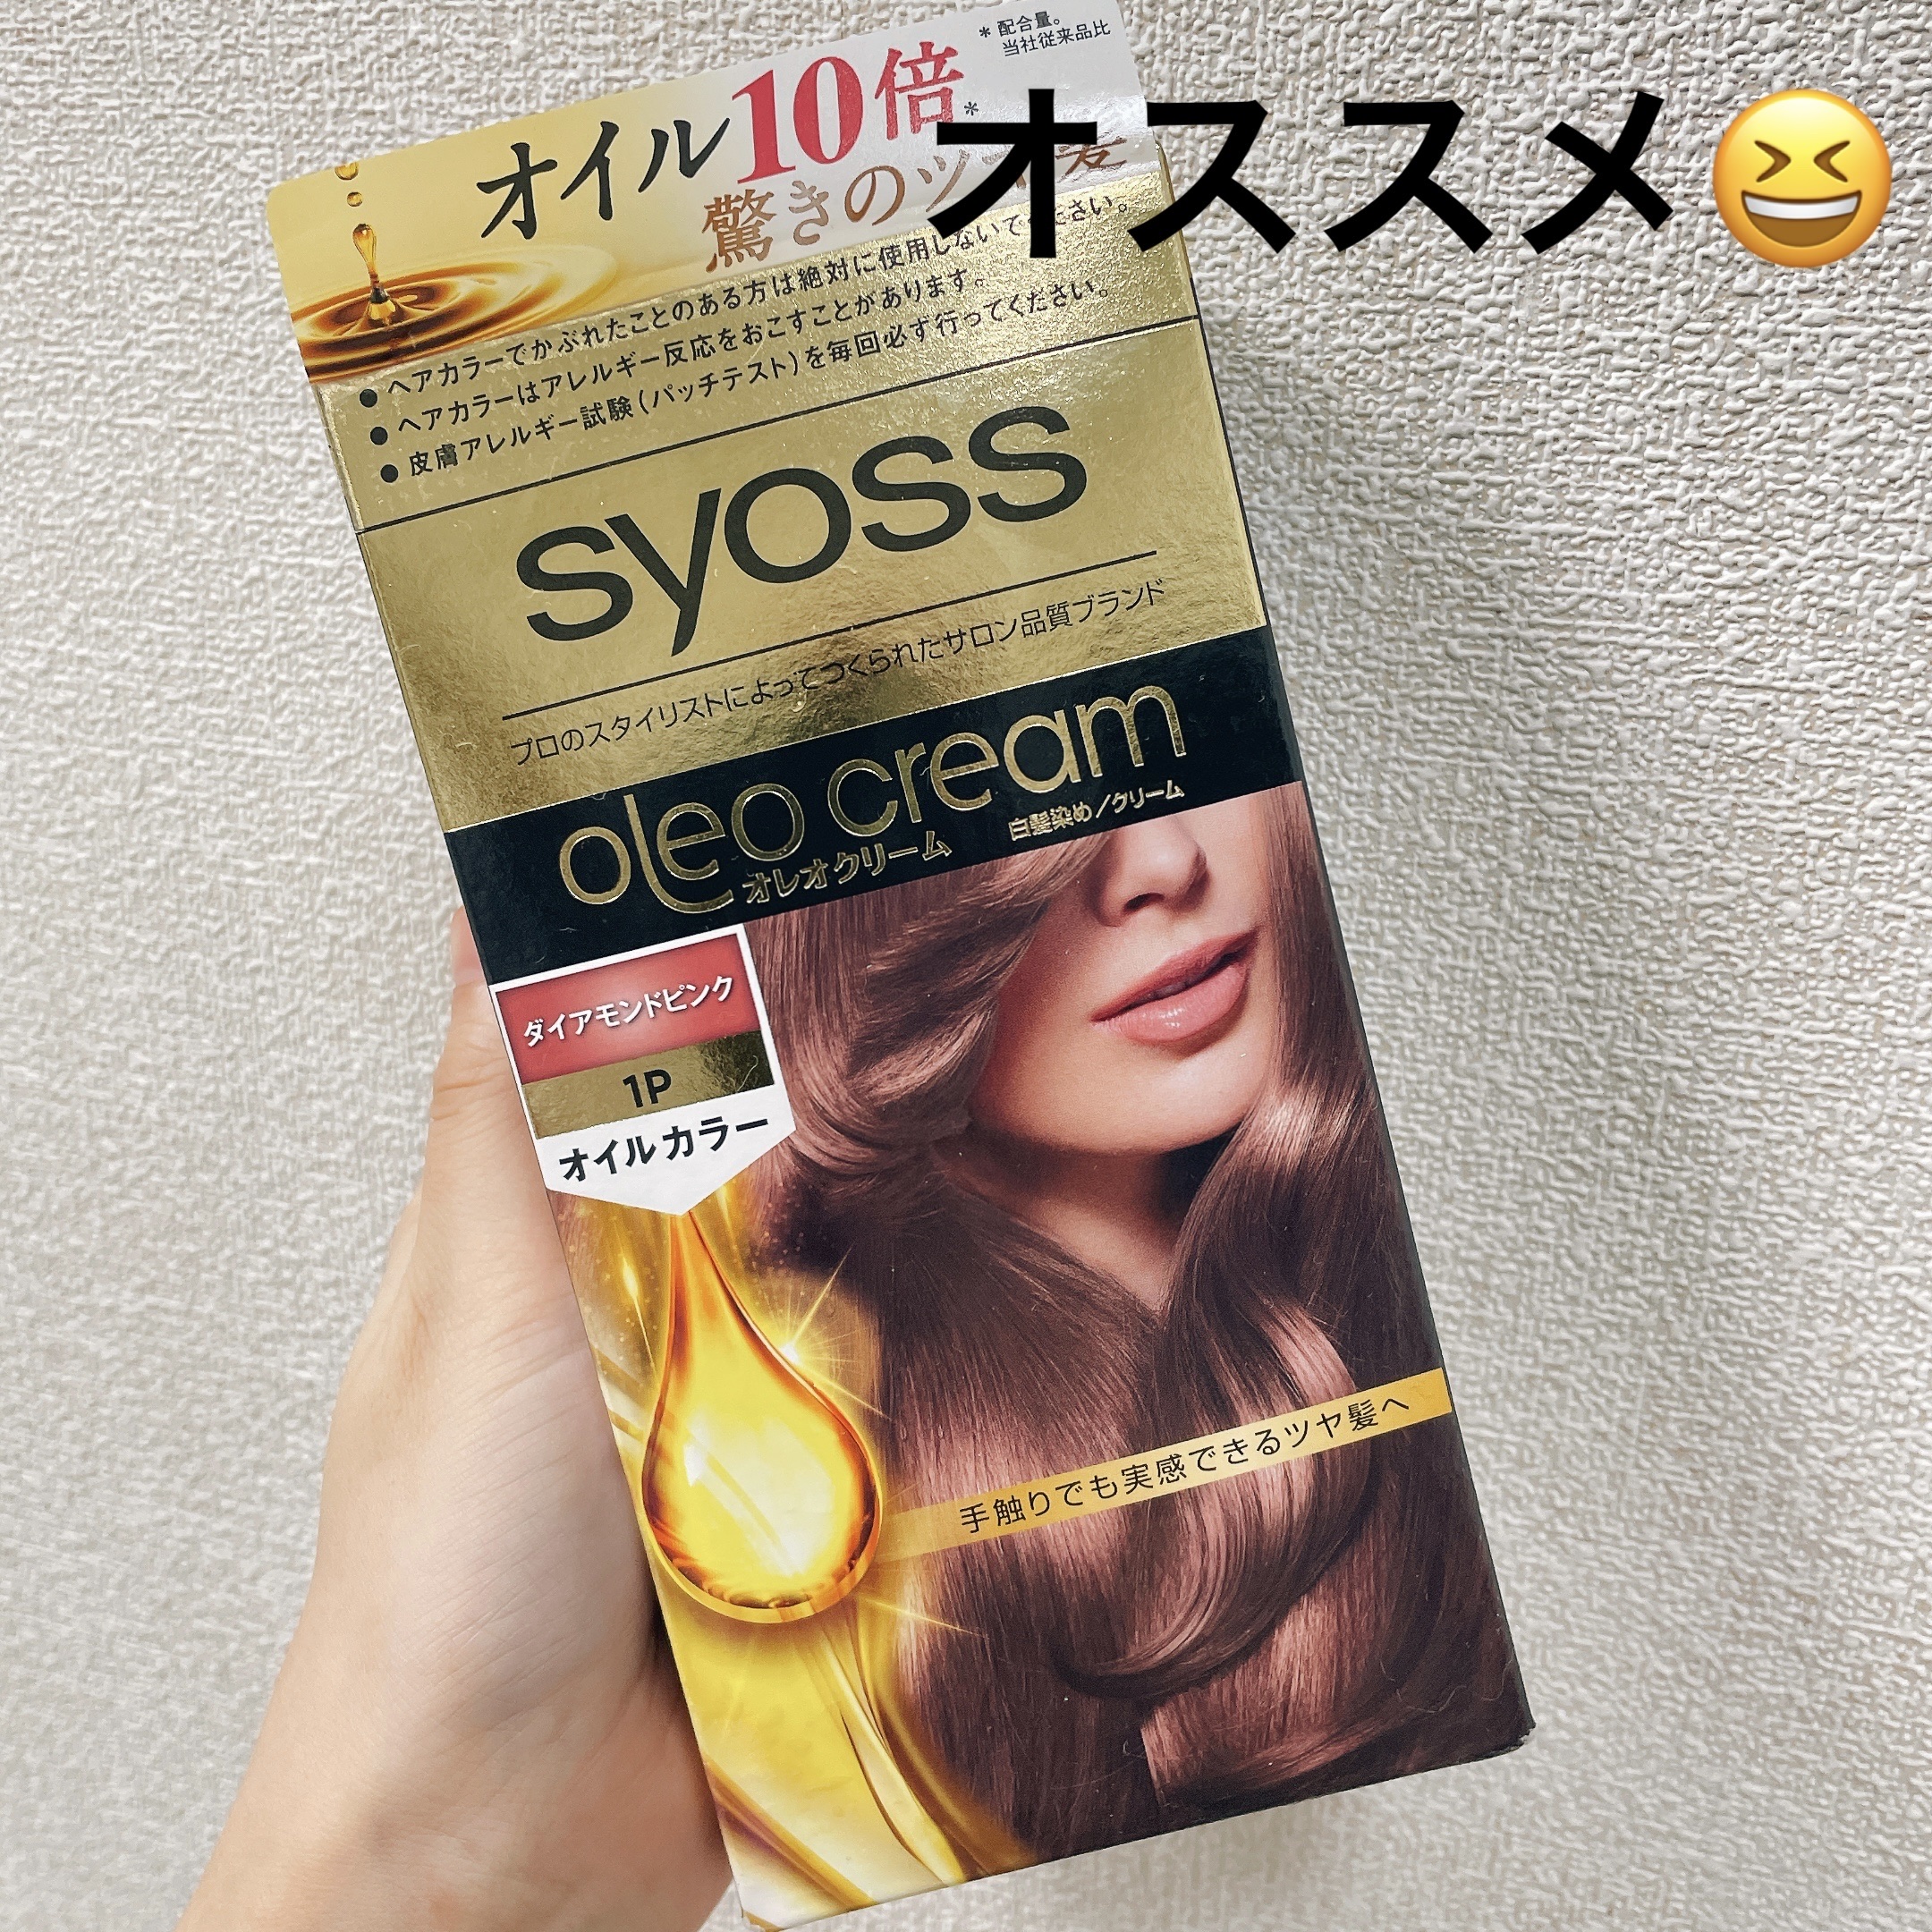 * 配合量。
当社従来品比
オイル10倍*
オススメ😆
驚きのツヤ髪
● ヘアカラーでかぶれたことのある方は絶対に使用しないでください。
● ヘアカラーはアレルギー反応をおこすことがあります。
● 皮膚アレルギー試験(パッチテスト)を毎回必ず行ってください。
syoss
プロのスタイリストによってつくられたサロン品質ブランド
oleo cream
オレオクリーム 白髪染め/クリーム
ダイアモンドピンク
1P
オイルカラー
手触りでも実感できるツヤ髪へ